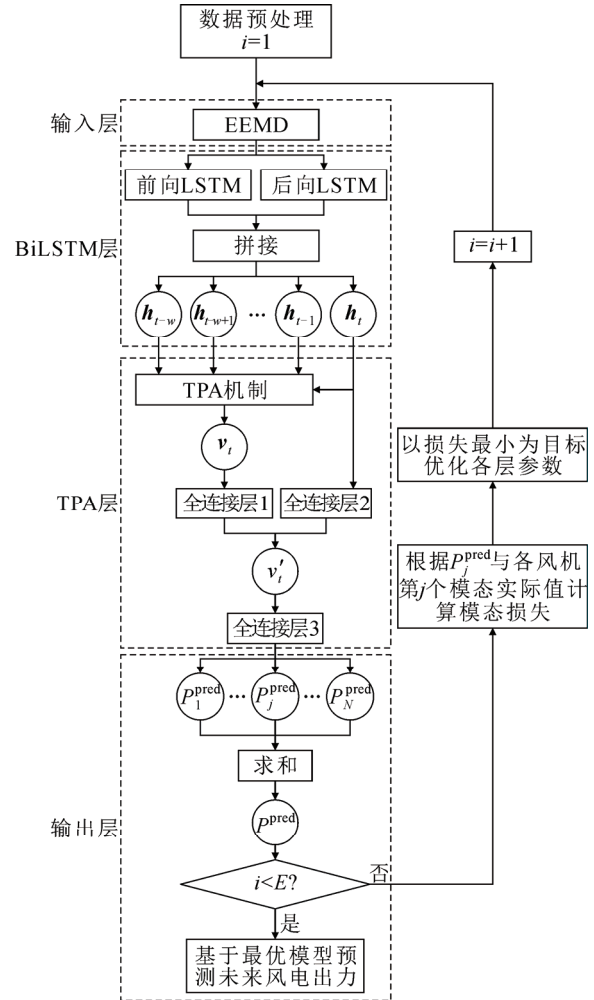 数据预处理
i=1
输入层
EEMD
前向LSTM
后向LSTM
BiLSTM层
拼接
i=i+1
h_{t-w}
h_{t-w+1}
...
h_{t-1}
h_t
TPA机制
v_t
以损失最小为目标
优化各层参数
TPA层
全连接层1
全连接层2
v'_t
根据P_j^{pred}与各风机
第j个模态实际值计
算模态损失
全连接层3
P_1^{pred}
...
P_j^{pred}
...
P_N^{pred}
求和
输出层
P^{pred}
i<E?
否
是
基于最优模型预
测未来风电出力